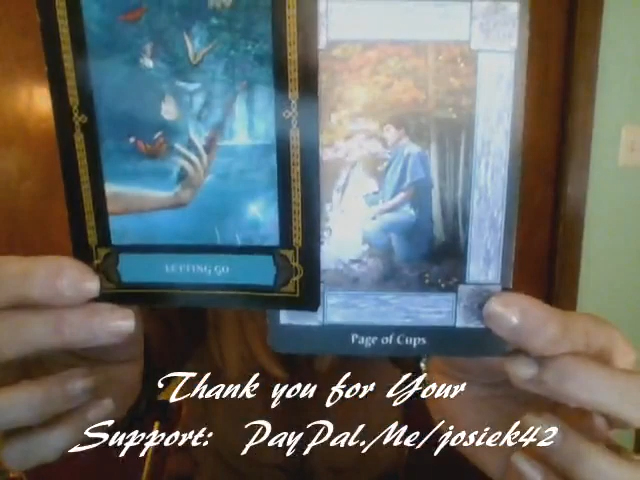 LETTING GO
Page of Cups
Thank you for Your
Support: PayPal.Me/josiek42